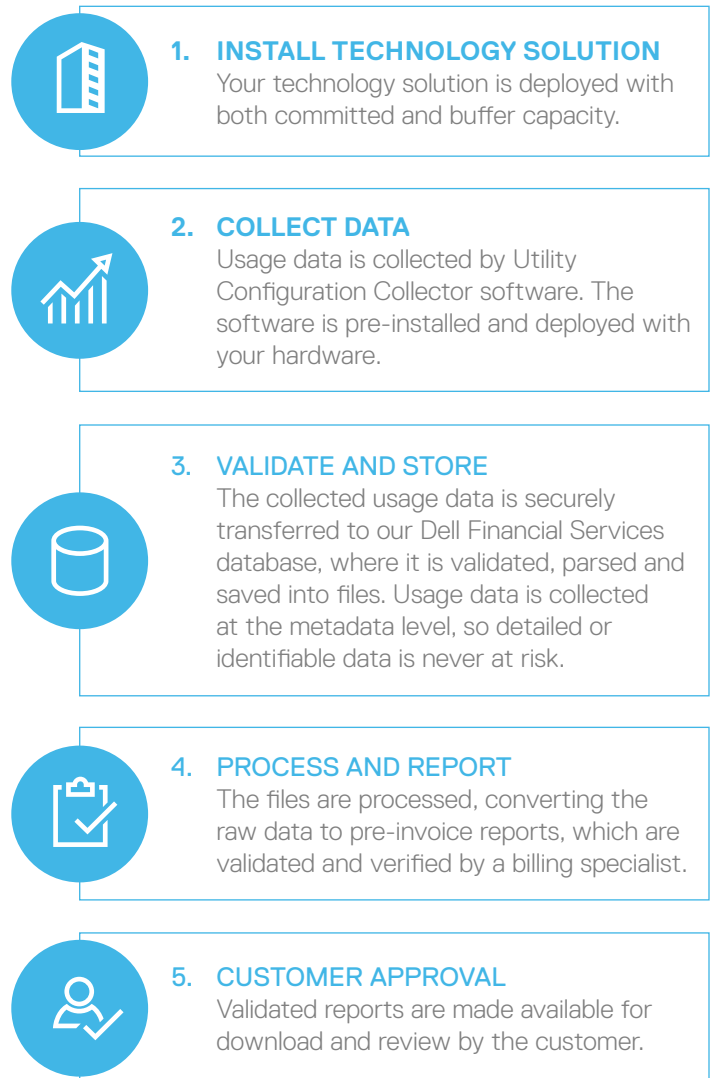 1. INSTALL TECHNOLOGY SOLUTION
Your technology solution is deployed with
both committed and buffer capacity.
2. COLLECT DATA
Usage data is collected by Utility
Configuration Collector software. The
software is pre-installed and deployed with
your hardware.
3. VALIDATE AND STORE
The collected usage data is securely
transferred to our Dell Financial Services
database, where it is validated, parsed and
saved into files. Usage data is collected
at the metadata level, so detailed or
identifiable data is never at risk.
4. PROCESS AND REPORT
The files are processed, converting the
raw data to pre-invoice reports, which are
validated and verified by a billing specialist.
5. CUSTOMER APPROVAL
Validated reports are made available for
download and review by the customer.